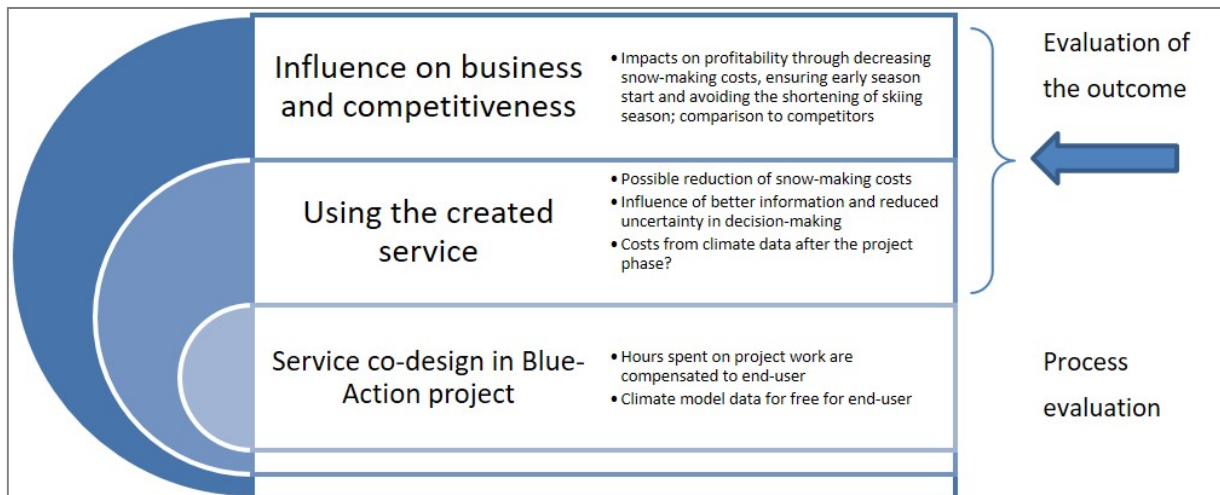 Influence on business
and competitiveness
• Impacts on profitability through decreasing
snow-making costs, ensuring early season
start and avoiding the shortening of skiing
season; comparison to competitors
Evaluation of
the outcome
Using the created
service
• Possible reduction of snow-making costs
• Influence of better information and reduced
uncertainty in decision-making
• Costs from climate data after the project
phase?
Service co-design in Blue-
Action project
• Hours spent on project work are
compensated to end-user
• Climate model data for free for end-user
Process
evaluation